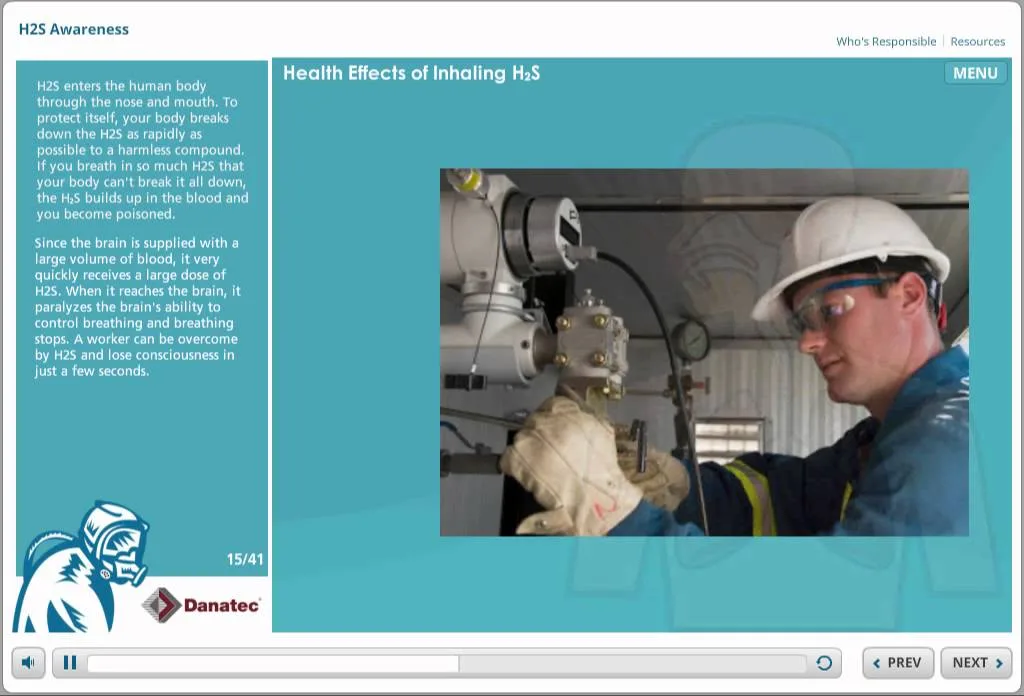 H2S Awareness
Who's Responsible
Resources
H2S enters the human body
through the nose and mouth. To
protect itself, your body breaks
down the H2S as rapidly as
possible to a harmless compound.
If you breath in so much H2S that
your body can't break it all down,
the H₂S builds up in the blood and
you become poisoned.
Since the brain is supplied with a
large volume of blood, it very
quickly receives a large dose of
H2S. When it reaches the brain, it
paralyzes the brain's ability to
control breathing and breathing
stops. A worker can be overcome
by H2S and lose consciousness in
just a few seconds.
15/41
Danatec
Health Effects of Inhaling H₂S
MENU
PREV
NEXT